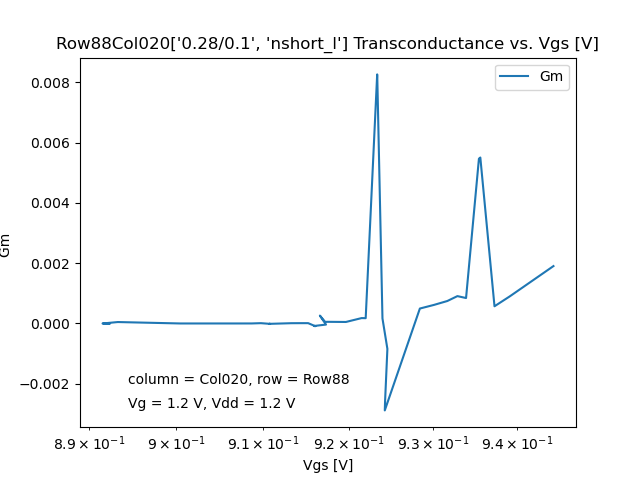 Row88Col020['0.28/0.1', 'nshort_l'] Transconductance vs. Vgs [V]
Gm
0.008
0.006
0.004
0.002
0.000
−0.002
Gm
column = Col020, row = Row88
Vg = 1.2 V, Vdd = 1.2 V
8.9 × 10⁻¹ 9 × 10⁻¹ 9.1 × 10⁻¹ 9.2 × 10⁻¹ 9.3 × 10⁻¹ 9.4 × 10⁻¹
Vgs [V]